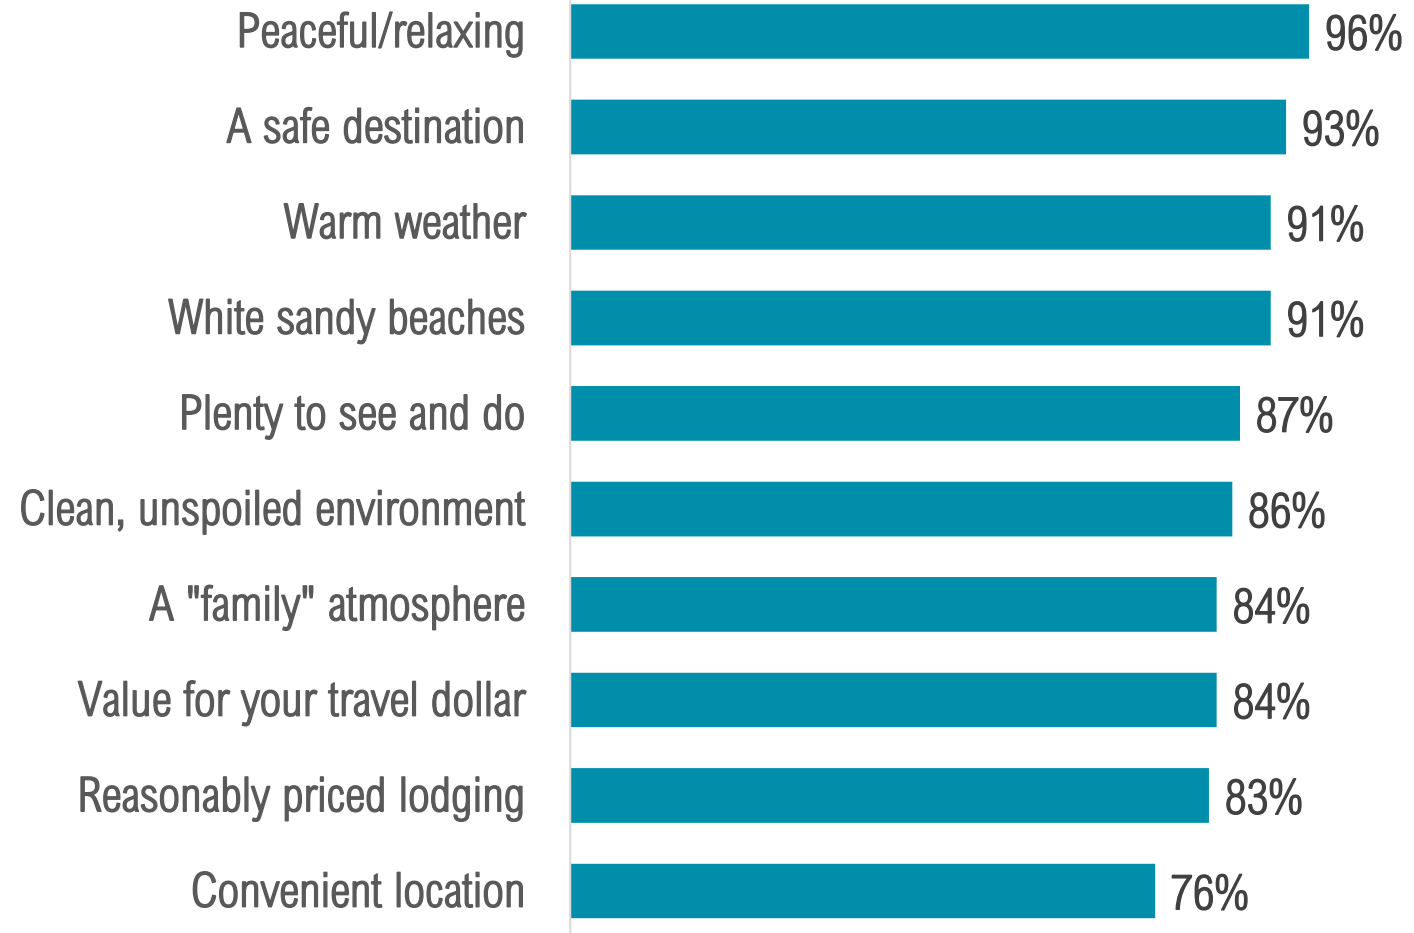 Peaceful/relaxing 96%
A safe destination 93%
Warm weather 91%
White sandy beaches 91%
Plenty to see and do 87%
Clean, unspoiled environment 86%
A "family" atmosphere 84%
Value for your travel dollar 84%
Reasonably priced lodging 83%
Convenient location 76%